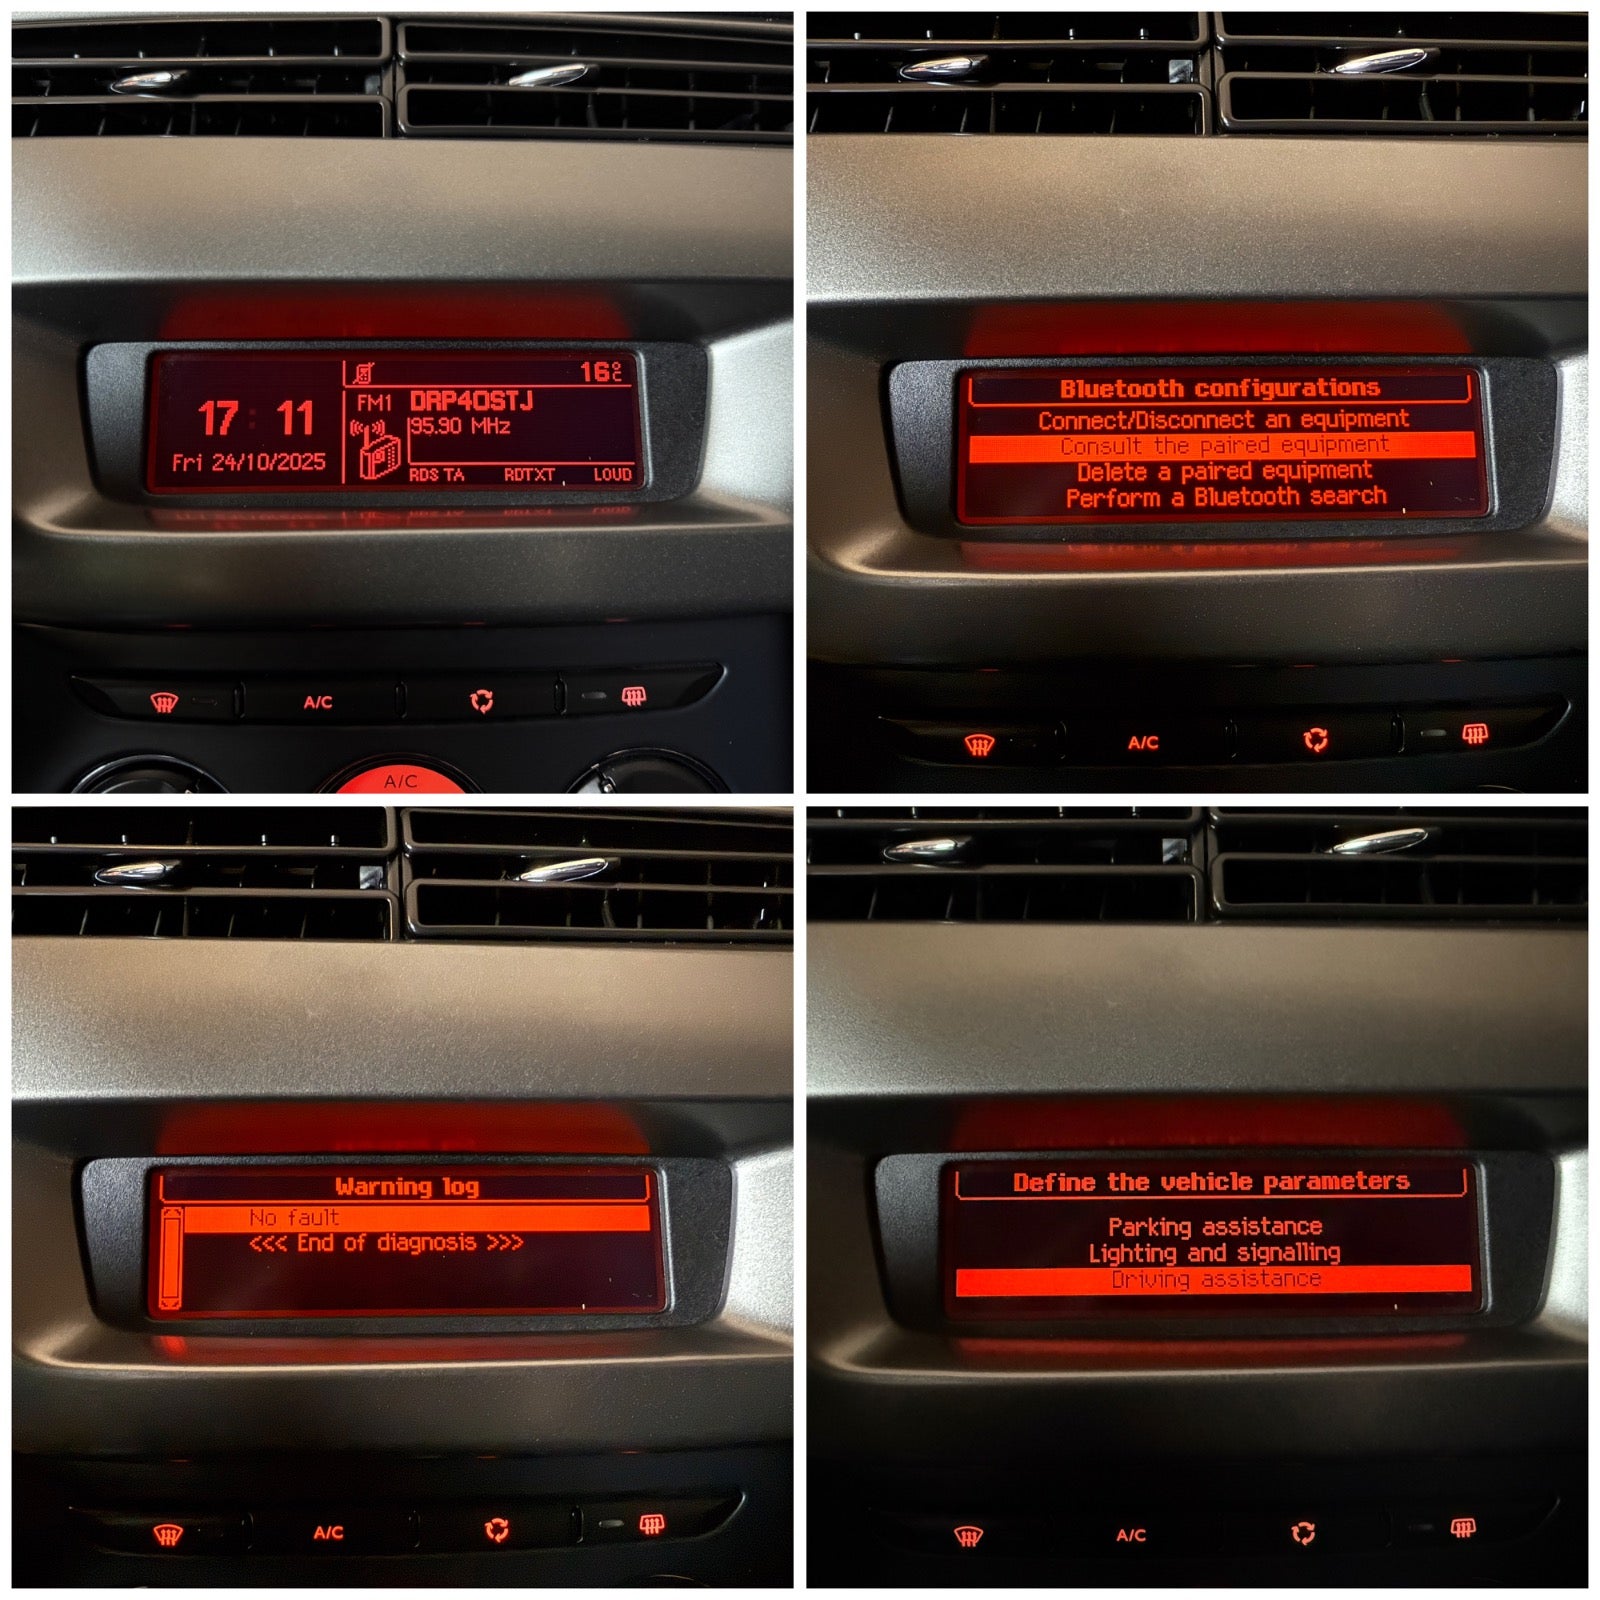 16°C
17:11
FM1 DRP4OSTJ
95.90 MHz
Fri 24/10/2025
RDS TA RDTXT LOUD
A/C
A/C
Bluetooth configurations
Connect/Disconnect an equipment
Consult the paired equipment
Delete a paired equipment
Perform a Bluetooth search
A/C
Warning log
No fault
<<< End of diagnosis >>>
A/C
Define the vehicle parameters
Parking assistance
Lighting and signalling
Driving assistance
A/C